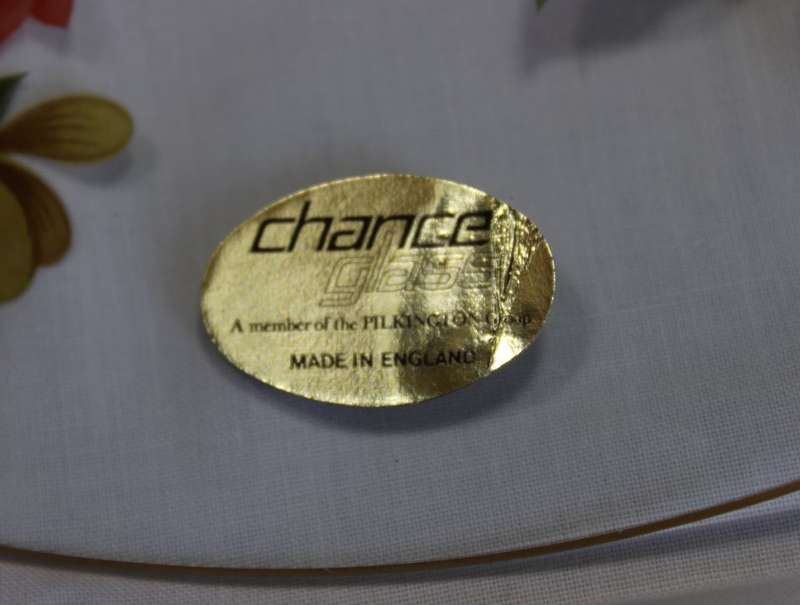 chance
glass
A member of the PILKINGTON Group
MADE IN ENGLAND